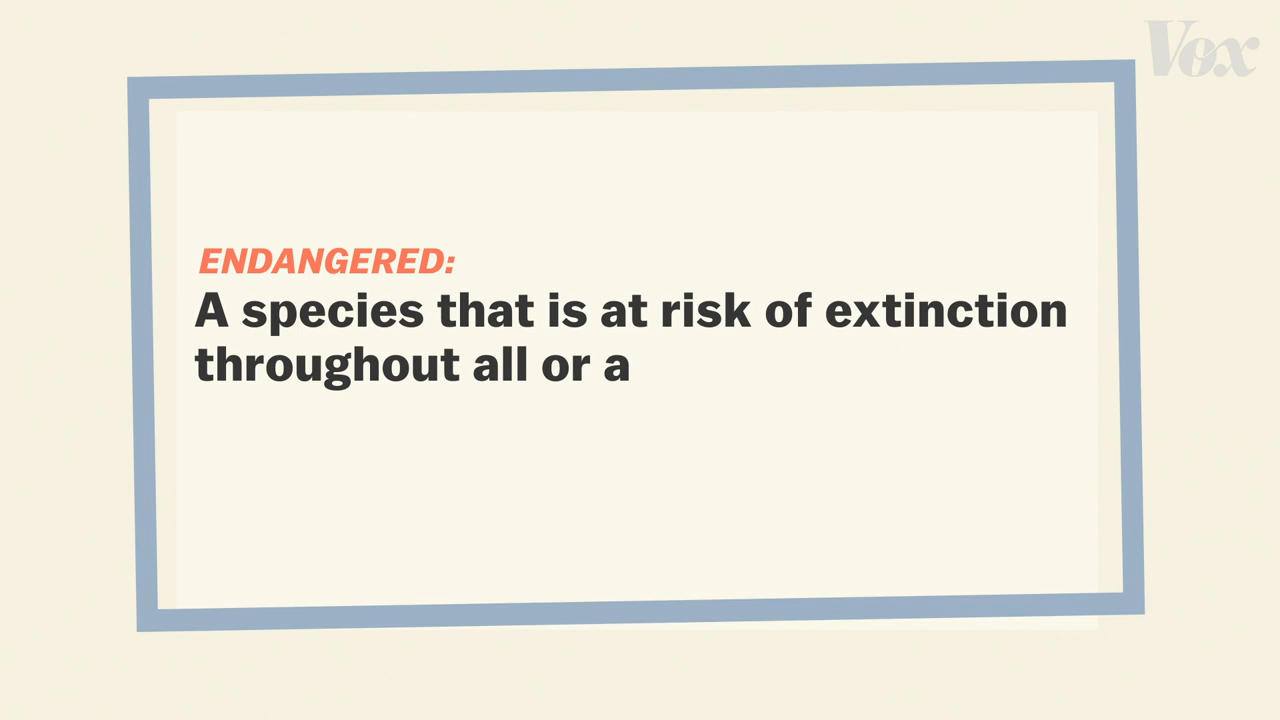 Vox
ENDANGERED:
A species that is at risk of extinction
throughout all or a